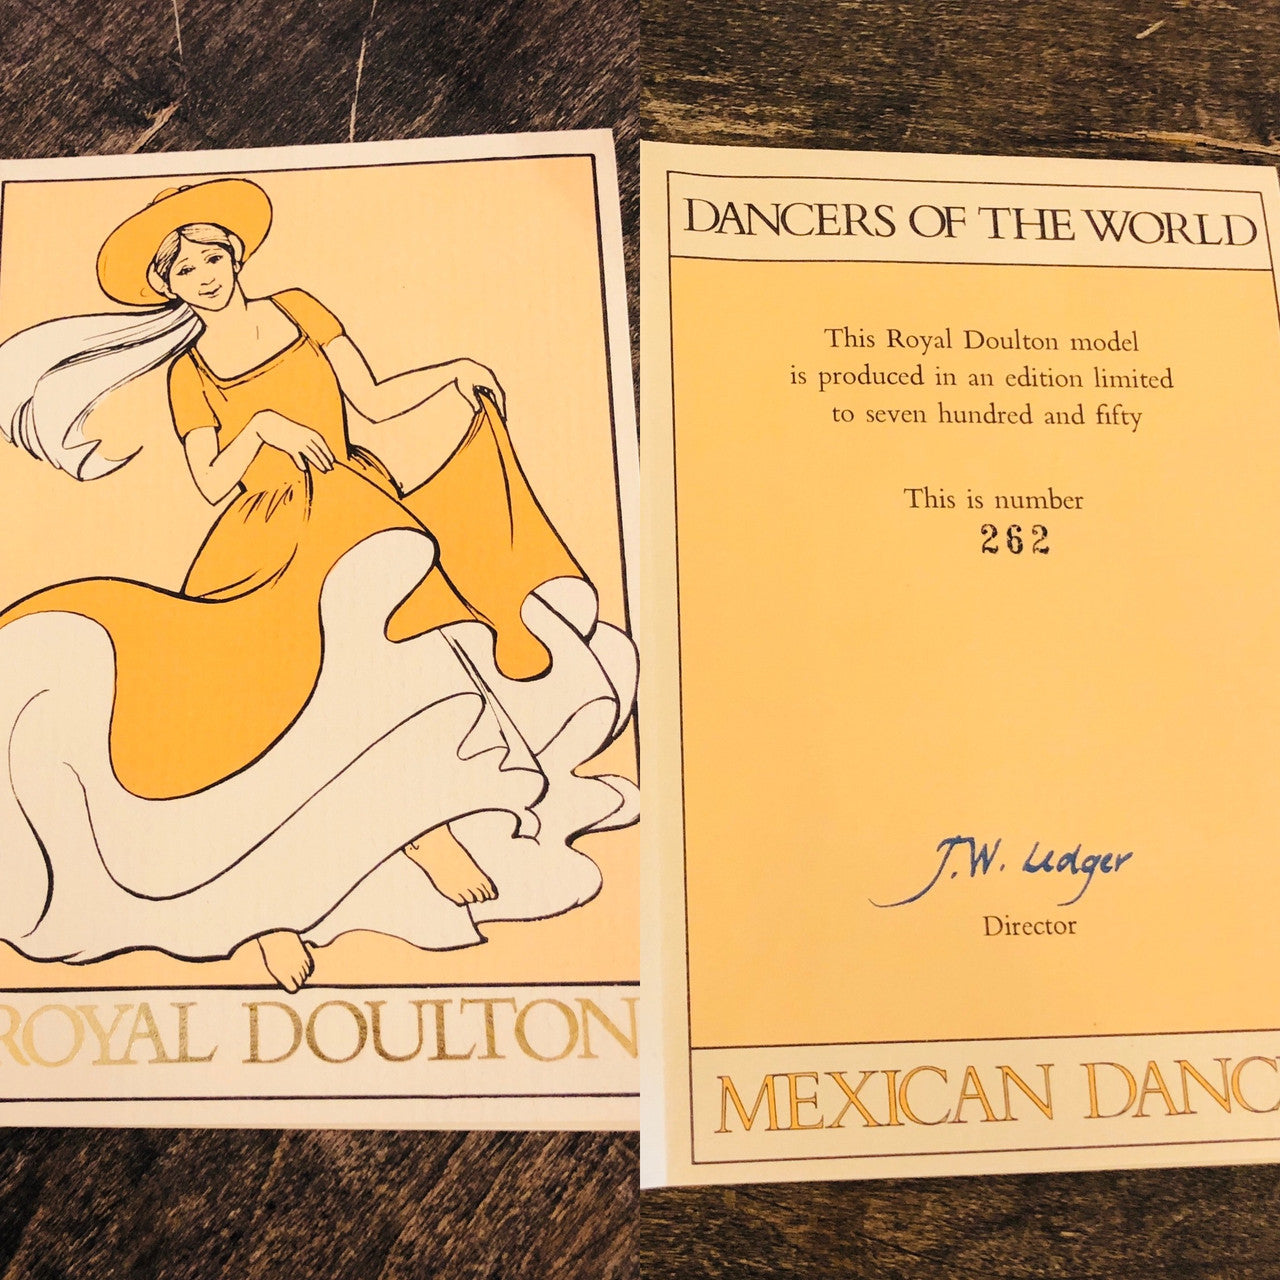 ROYAL DOULTON
DANCERS OF THE WORLD
This Royal Doulton model
is produced in an edition limited
to seven hundred and fifty
This is number
262
J.W. Ledger
Director
MEXICAN DANC